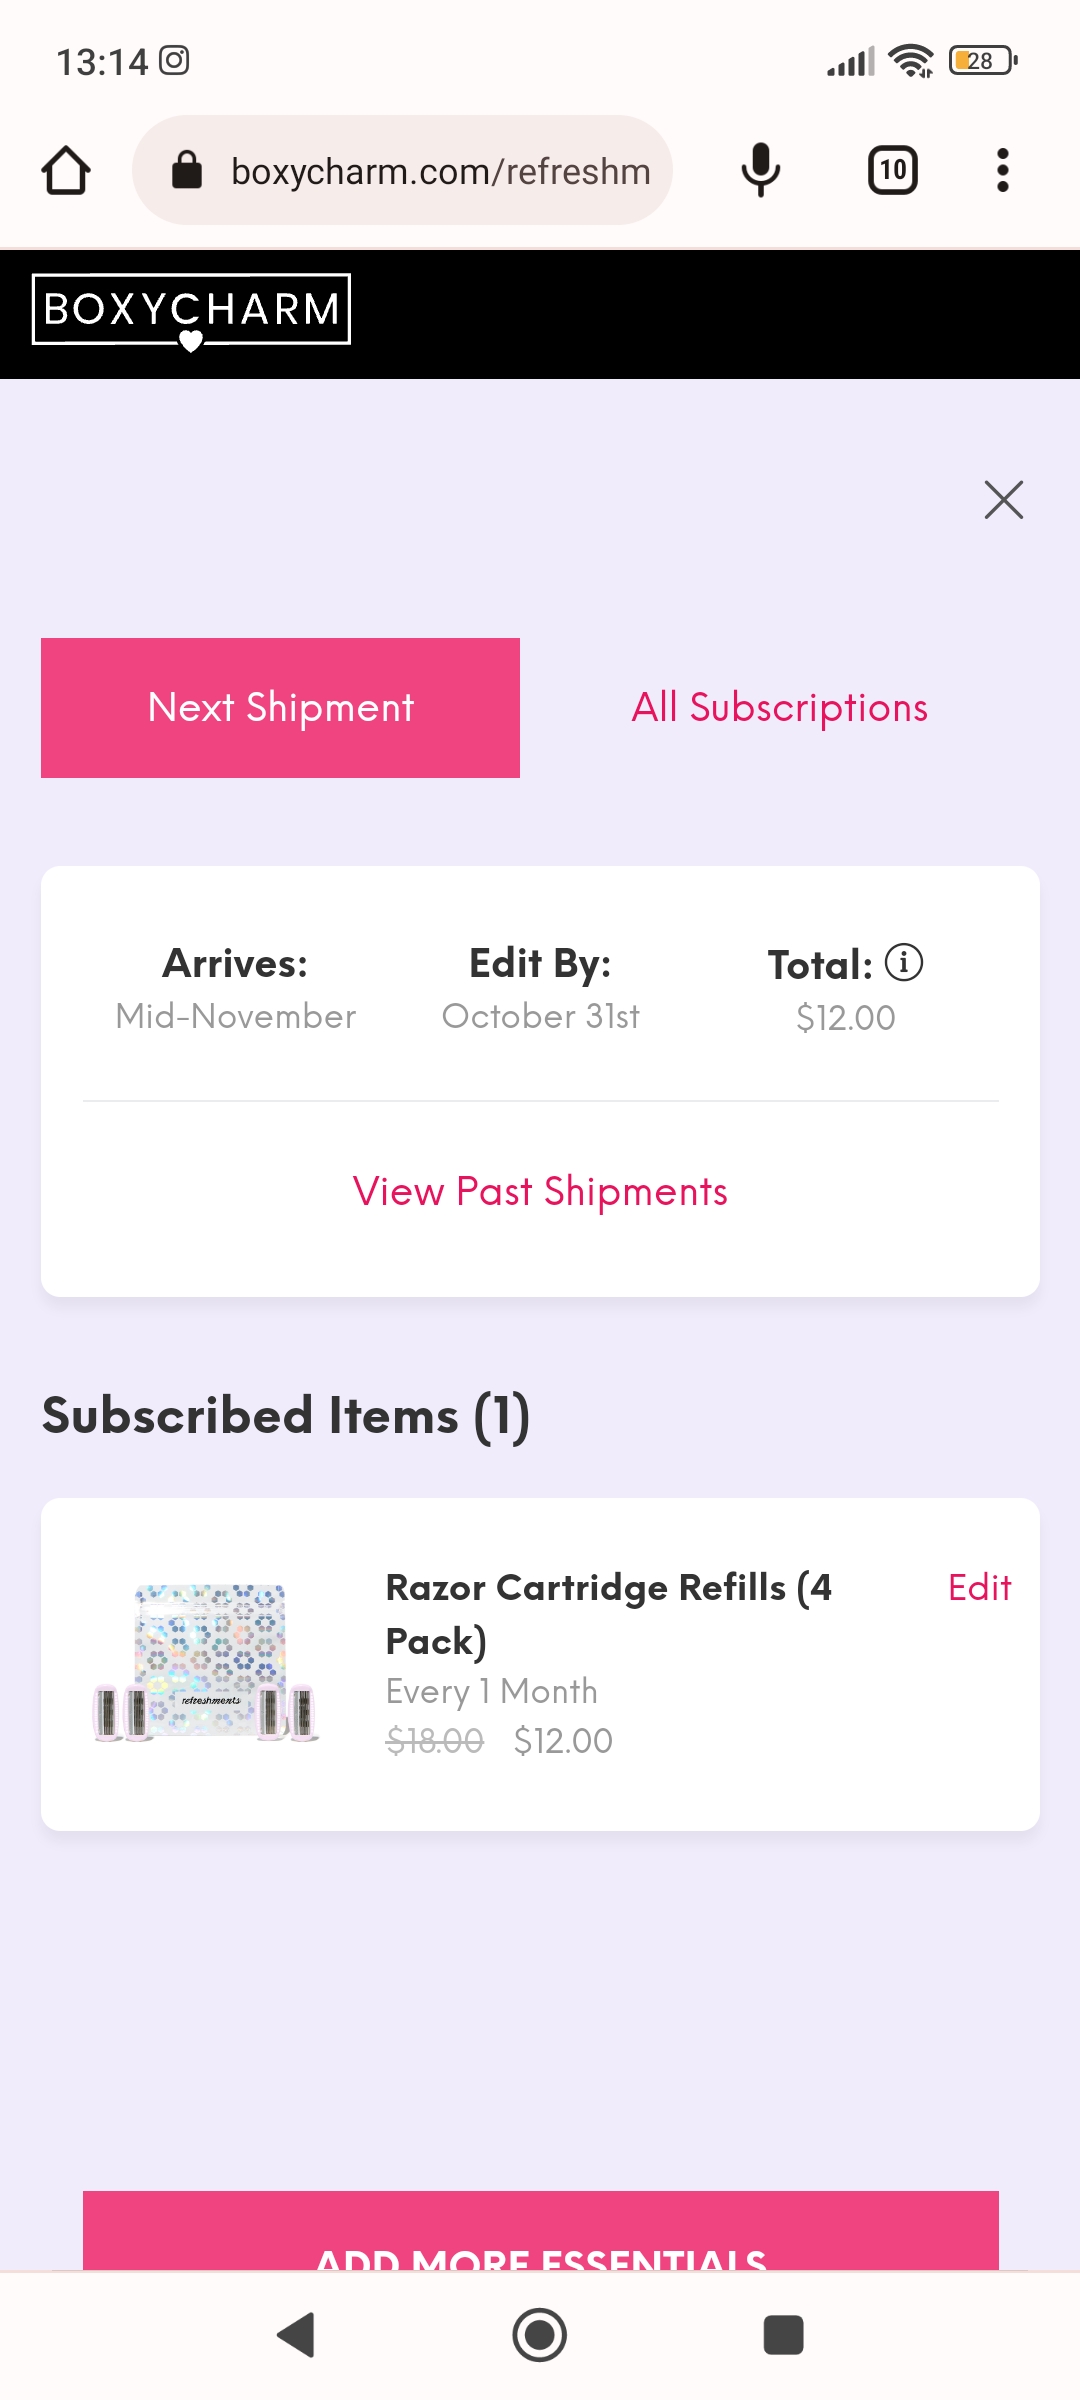 13:14
28
boxycharm.com/refreshm
10
BOXYCHARM
Next Shipment
All Subscriptions
Arrives:
Mid-November
Edit By:
October 31st
Total:
$12.00
View Past Shipments
Subscribed Items (1)
refreshments
Razor Cartridge Refills (4
Pack)
Edit
Every 1 Month
$18.00 $12.00
ADD MORE ESSENTIALS